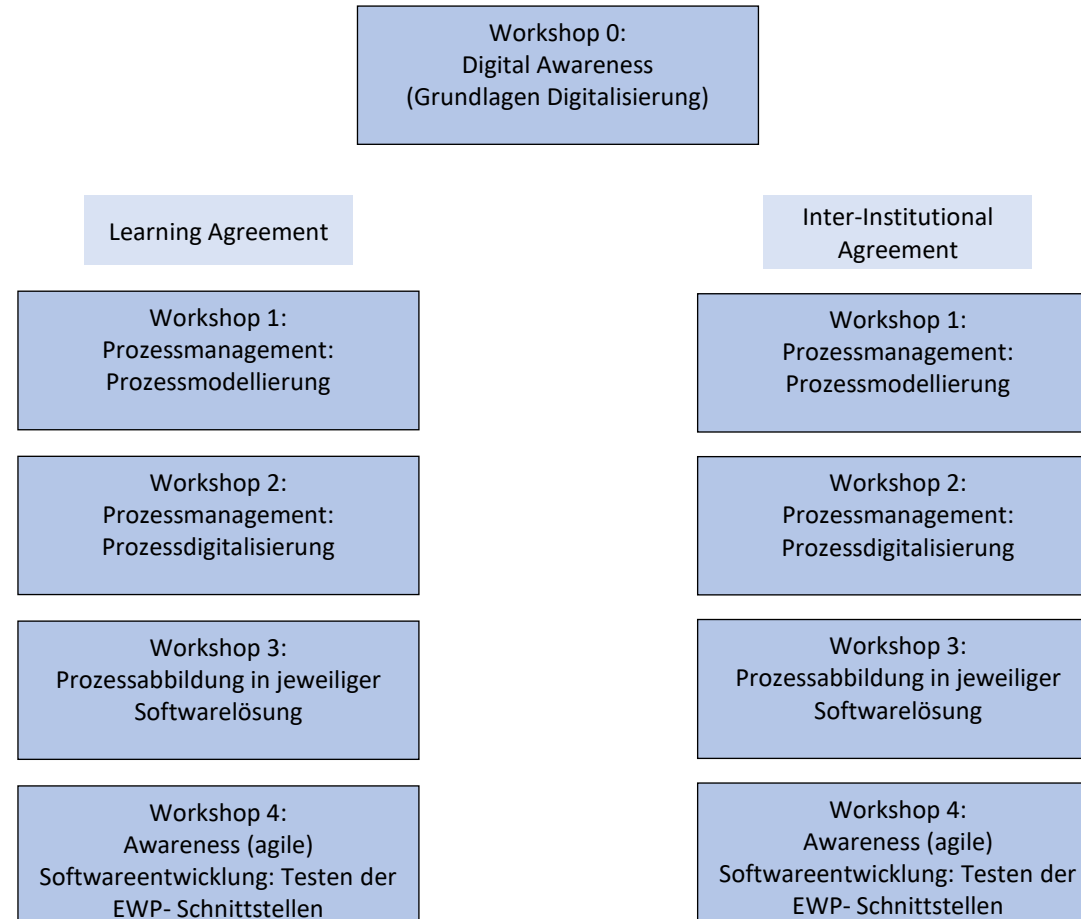 Workshop 0:
Digital Awareness
(Grundlagen Digitalisierung)
Learning Agreement
Workshop 1:
Prozessmanagement:
Prozessmodellierung
Workshop 2:
Prozessmanagement:
Prozessdigitalisierung
Workshop 3:
Prozessabbildung in jeweiliger
Softwarelösung
Workshop 4:
Awareness (agile)
Softwareentwicklung: Testen der
EWP- Schnittstellen
Inter-Institutional
Agreement
Workshop 1:
Prozessmanagement:
Prozessmodellierung
Workshop 2:
Prozessmanagement:
Prozessdigitalisierung
Workshop 3:
Prozessabbildung in jeweiliger
Softwarelösung
Workshop 4:
Awareness (agile)
Softwareentwicklung: Testen der
EWP- Schnittstellen